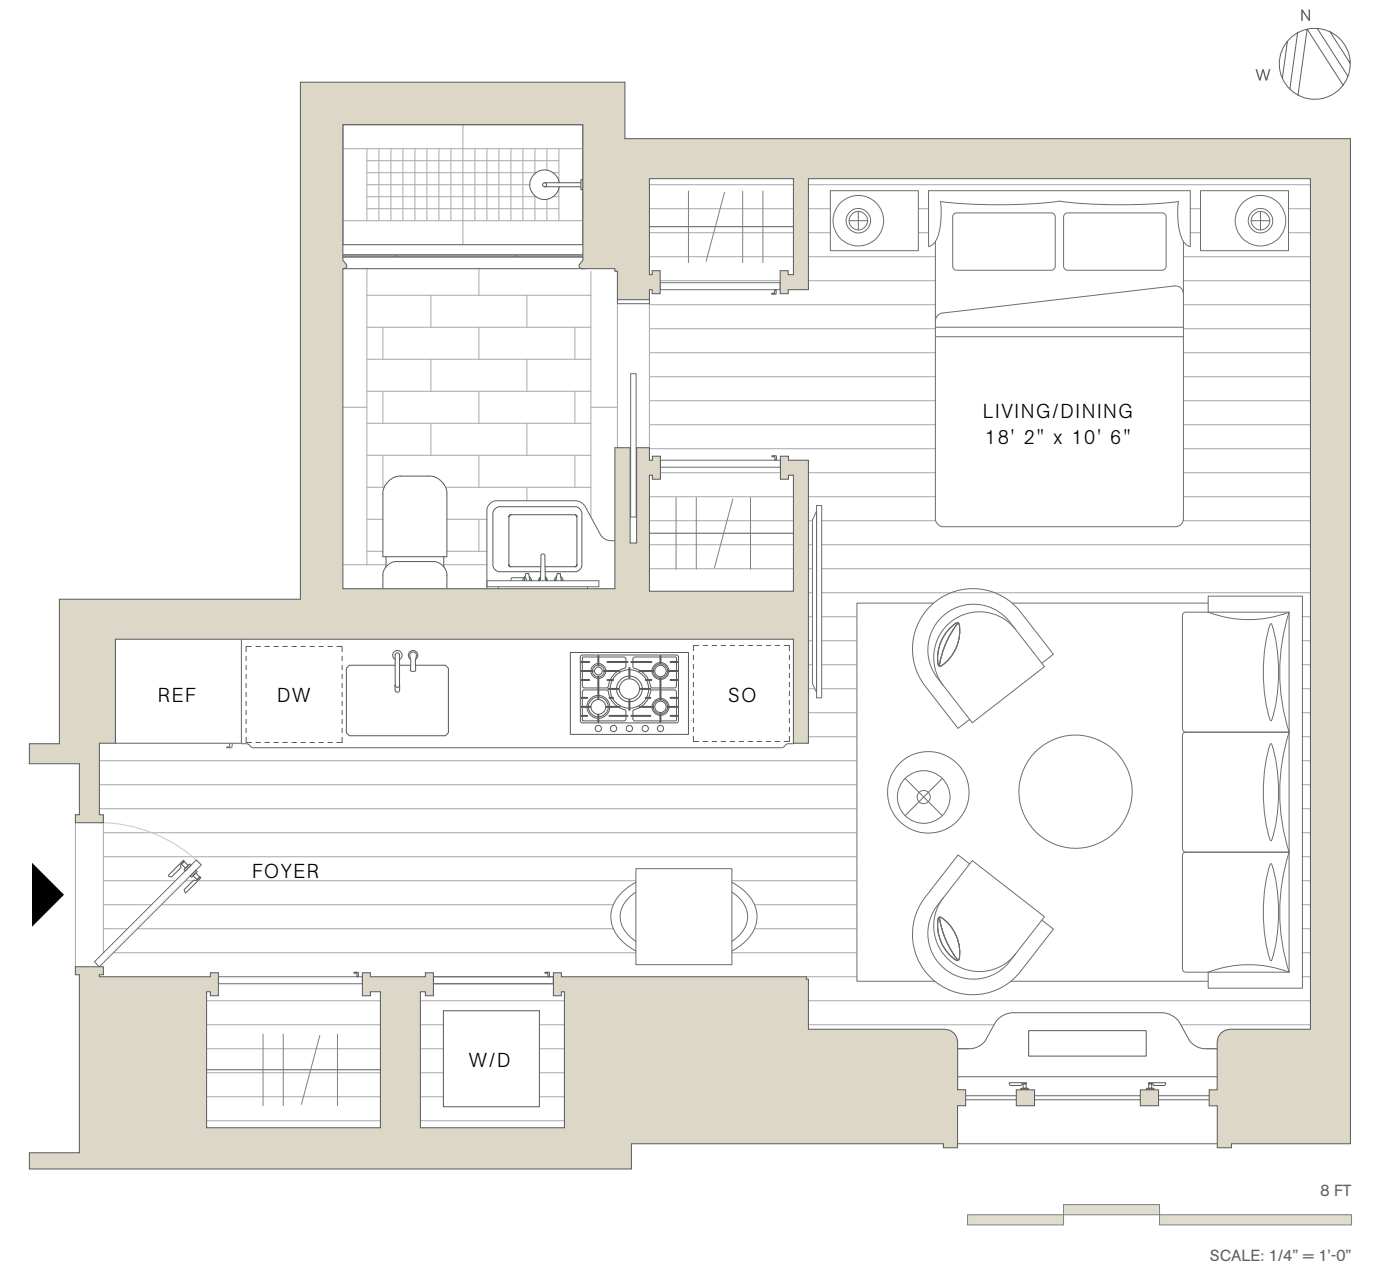 N
W
LIVING/DINING
18' 2" x 10' 6"
REF
DW
SO
FOYER
W/D
8 FT
SCALE: 1/4” = 1’-0”